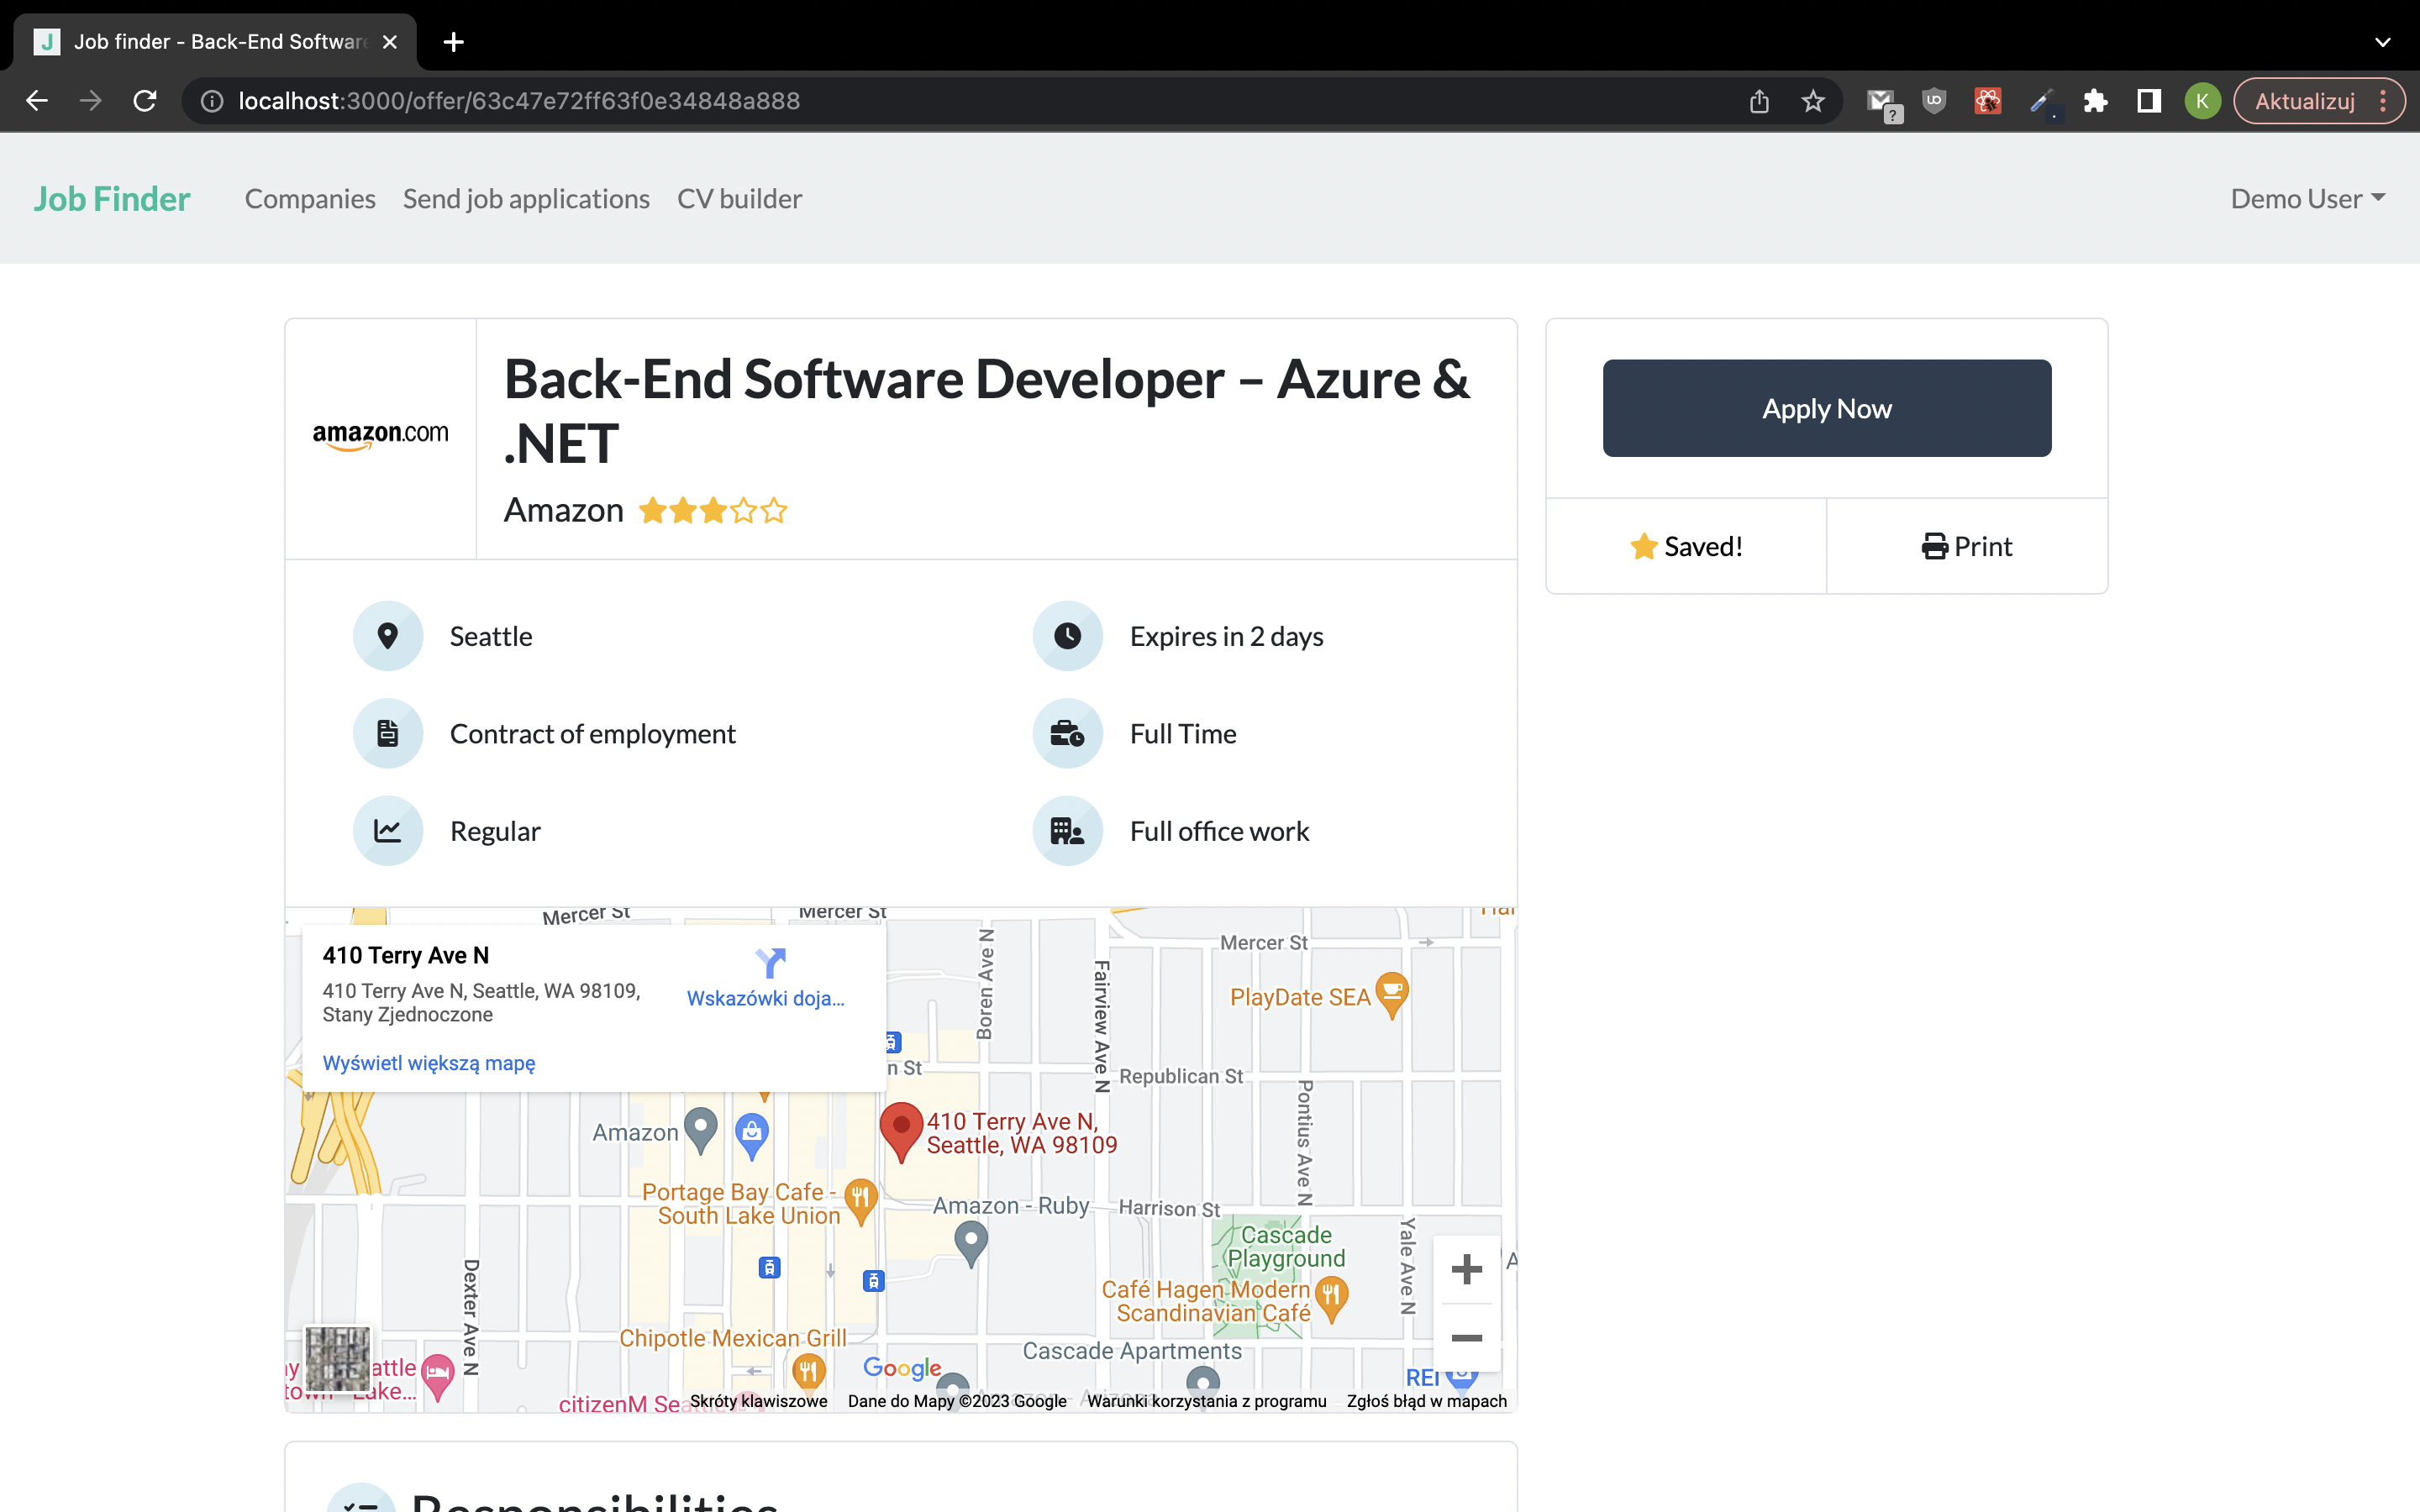 Job finder - Back-End Softwar
localhost:3000/offer/63c47e72ff63f0e34848a888
K
Aktualizuj
Job Finder
Companies
Send job applications
CV builder
Demo User
amazon.com
Back-End Software Developer – Azure &
.NET
Amazon
Apply Now
Saved!
Print
Seattle
Expires in 2 days
Contract of employment
Full Time
Regular
Full office work
Mercer St
Mercer St
Mercer St
410 Terry Ave N
410 Terry Ave N, Seattle, WA 98109,
Stany Zjednoczone
Wskazówki doja...
Wyświetl większą mapę
Boren Ave N
Fairview Ave N
PlayDate SEA
n St
Republican St
Pontius Ave N
Amazon
410 Terry Ave N,
Seattle, WA 98109
Portage Bay Cafe -
South Lake Union
Amazon - Ruby
Harrison St
Cascade
Playground
Yale Ave N
Dexter Ave N
Café Hagen Modern
Scandinavian Café
Chipotle Mexican Grill
Cascade Apartments
Google
REI
citizenM Sea
Skróty klawiszowe
Dane do Mapy ©2023 Google
Warunki korzystania z programu
Zgłoś błąd w mapach
Responsibilities